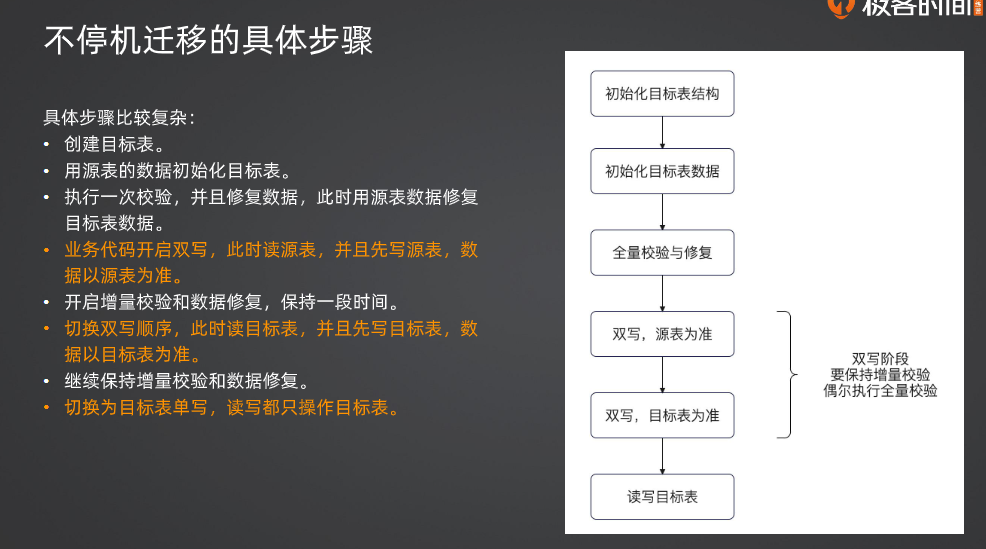 极客时间
不停机迁移的具体步骤
具体步骤比较复杂：
• 创建目标表。
• 用源表的数据初始化目标表。
• 执行一次校验，并且修复数据，此时用源表数据修复
目标表数据。
• 业务代码开启双写，此时读源表，并且先写源表，数
据以源表为准。
• 开启增量校验和数据修复，保持一段时间。
• 切换双写顺序，此时读目标表，并且先写目标表，数
据以目标表为准。
• 继续保持增量校验和数据修复。
• 切换为目标表单写，读写都只操作目标表。
初始化目标表结构
初始化目标表数据
全量校验与修复
双写，源表为准
双写，目标表为准
读写目标表
双写阶段
要保持增量校验
偶尔执行全量校验